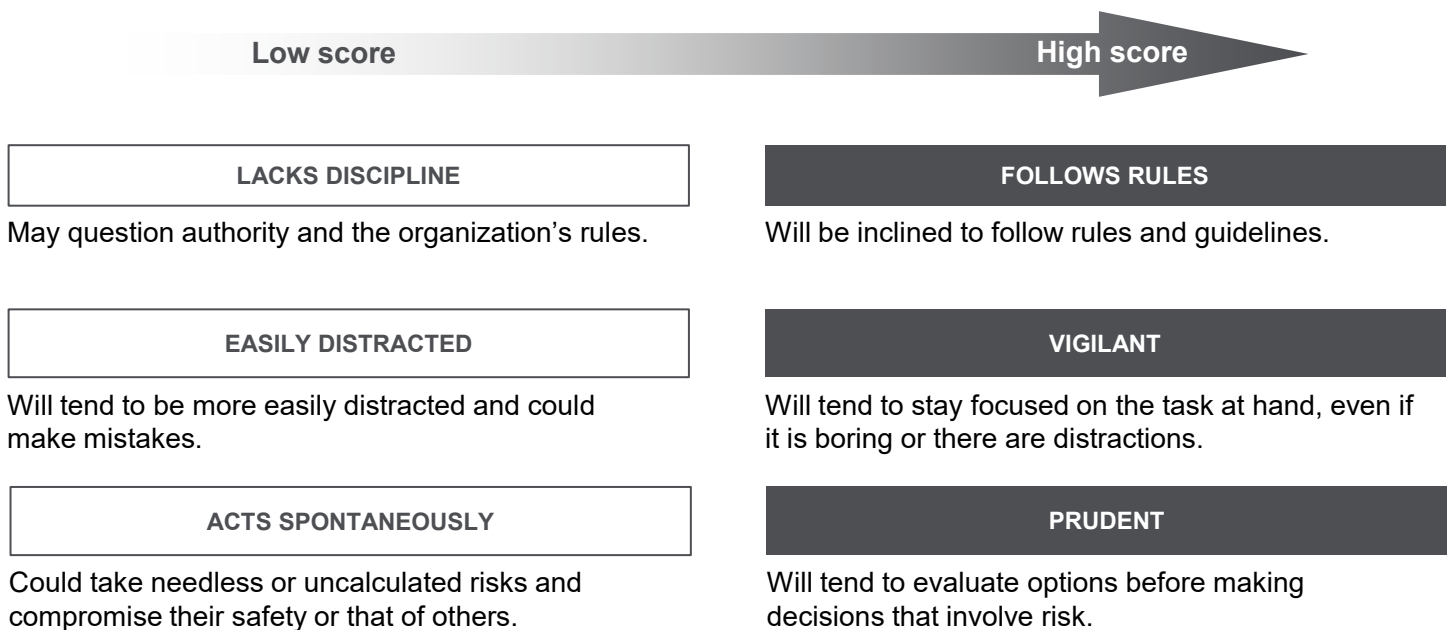 Low score
High score
LACKS DISCIPLINE
FOLLOWS RULES
May question authority and the organization’s rules.
Will be inclined to follow rules and guidelines.
EASILY DISTRACTED
VIGILANT
Will tend to be more easily distracted and could
make mistakes.
Will tend to stay focused on the task at hand, even if
it is boring or there are distractions.
ACTS SPONTANEOUSLY
PRUDENT
Could take needless or uncalculated risks and
compromise their safety or that of others.
Will tend to evaluate options before making
decisions that involve risk.